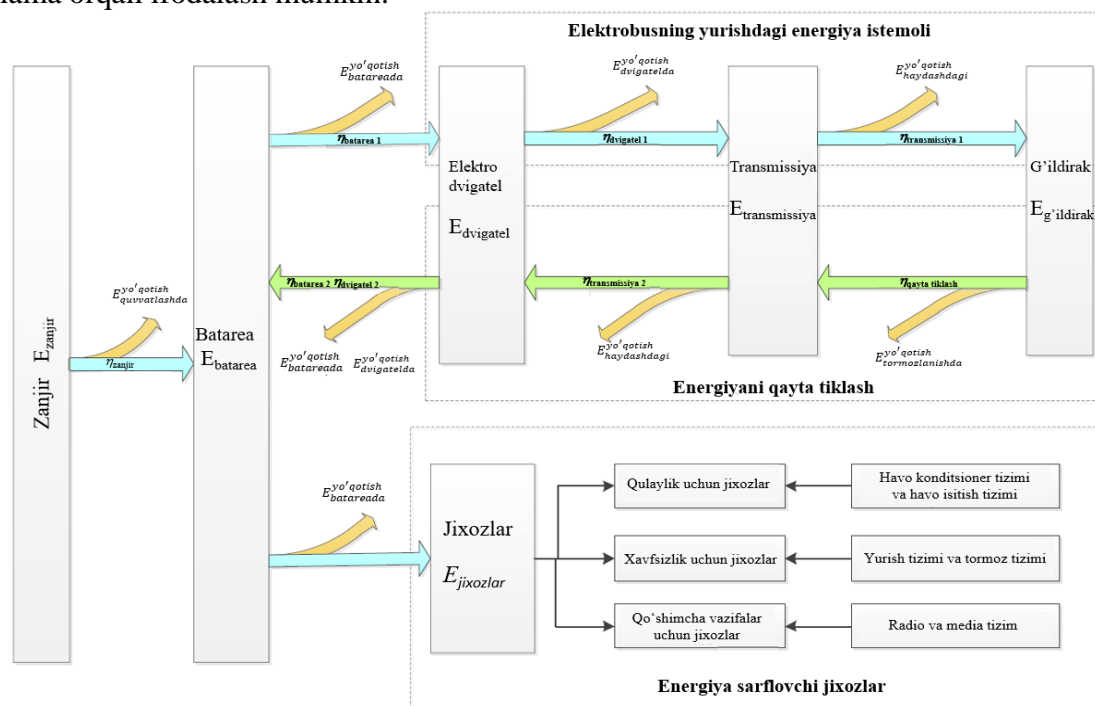 orqali ifodalash mumkin.
Elektrobusning yurishdagi energiya istemoli
E^{yo'qotish}_{batareada}
E^{yo'qotish}_{dvigatelda}
E^{yo'qotish}_{haydashdagi}
η_{batarea 1}
η_{dvigatel 1}
η_{transmissiya 1}
Elektro
dvigatel
E_{dvigatel}
Transmissiya
E_{transmissiya}
G'ildirak
E_{g'ildirak}
η_{batarea 2} η_{dvigatel 2}
η_{transmissiya 2}
η_{qayta tiklash}
E^{yo'qotish}_{quvvatlashda}
Zanjir E_{zanjir}
η_{zanjir}
Batarea
E_{batarea}
E^{yo'qotish}_{batareada} E^{yo'qotish}_{dvigatelda}
E^{yo'qotish}_{haydashdagi}
E^{yo'qotish}_{tormozlanishda}
Energiyani qayta tiklash
E^{yo'qotish}_{batareada}
Jixozlar
E_{jixozlar}
Qulaylik uchun jixozlar
Havo konditsioner tizimi
va havo isitish tizimi
Xavfsizlik uchun jixozlar
Yurish tizimi va tormoz tizimi
Qo‘shimcha vazifalar
uchun jixozlar
Radio va media tizim
Energiya sarflovchi jixozlar